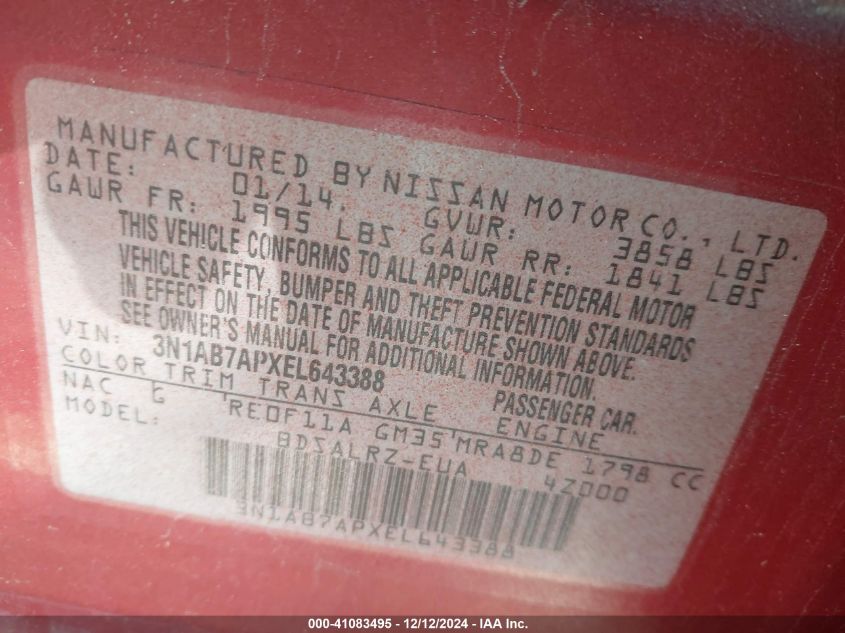 MANUFACTURED BY NISSAN MOTOR CO., LTD.
DATE: 01/14. GVWR: 3858 LBS
GAWR FR: 1995 LBS GAWR RR: 1841 LBS
THIS VEHICLE CONFORMS TO ALL APPLICABLE FEDERAL MOTOR
VEHICLE SAFETY, BUMPER AND THEFT PREVENTION STANDARDS
IN EFFECT ON THE DATE OF MANUFACTURE SHOWN ABOVE.
SEE OWNER'S MANUAL FOR ADDITIONAL INFORMATION.
VIN: 3N1AB7APXEL643388 PASSENGER CAR.
COLOR TRIM TRANS AXLE ENGINE
NAC G RE0F11A GM35 MRA8DE 1798 CC
MODEL: BDSALRZ-EUA 4Z000
3N1AB7APXEL643388
000-41083495 - 12/12/2024 - IAA Inc.